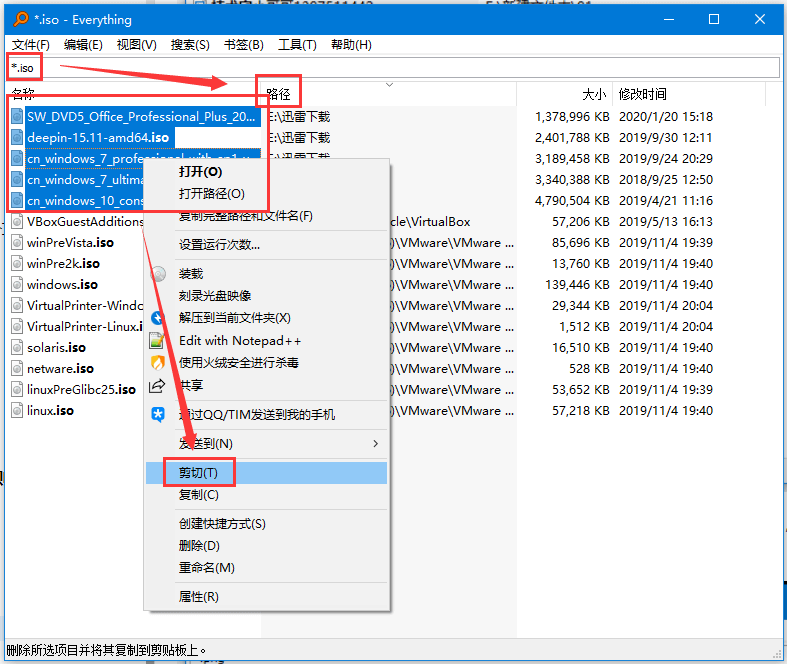 *.iso - Everything
文件(F) 编辑(E) 视图(V) 搜索(S) 书签(B) 工具(T) 帮助(H)
*.iso
名称 路径 大小 修改时间
SW_DVD5_Office_Professional_Plus_20... E:\迅雷下载 1,378,996 KB 2020/1/20 15:18
deepin-15.11-amd64.iso E:\迅雷下载 2,401,788 KB 2019/9/30 12:11
cn_windows_7_professional_with_sp1_v E:\迅雷下载 3,189,458 KB 2019/9/24 20:29
cn_windows_7_ultima 3,340,388 KB 2018/9/25 12:50
cn_windows_10_cons 4,790,504 KB 2019/4/21 11:16
VBoxGuestAdditions cle\VirtualBox 57,206 KB 2019/5/13 16:13
winPreVista.iso )\VMware\VMware ... 85,696 KB 2019/11/4 19:39
winPre2k.iso )\VMware\VMware ... 13,760 KB 2019/11/4 19:40
windows.iso )\VMware\VMware ... 139,446 KB 2019/11/4 19:40
VirtualPrinter-Windo )\VMware\VMware ... 29,344 KB 2019/11/4 20:04
VirtualPrinter-Linux.i )\VMware\VMware ... 1,512 KB 2019/11/4 20:04
solaris.iso )\VMware\VMware ... 16,510 KB 2019/11/4 19:40
netware.iso )\VMware\VMware ... 528 KB 2019/11/4 19:40
linuxPreGlibc25.iso )\VMware\VMware ... 53,652 KB 2019/11/4 19:39
linux.iso )\VMware\VMware ... 57,218 KB 2019/11/4 19:40
打开(O)
打开路径(O)
复制完整路径和文件名(F)
设置运行次数...
装载
刻录光盘映像
解压到当前文件夹(X)
Edit with Notepad++
使用火绒安全进行杀毒
共享
通过QQ/TIM发送到我的手机
发送到(N)
剪切(T)
复制(C)
创建快捷方式(S)
删除(D)
重命名(M)
属性(R)
删除所选项目并将其复制到剪贴板上。